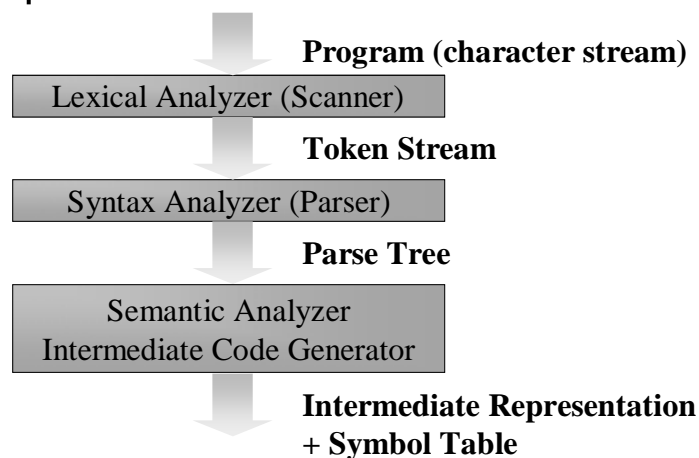 Program (character stream)
Lexical Analyzer (Scanner)
Token Stream
Syntax Analyzer (Parser)
Parse Tree
Semantic Analyzer
Intermediate Code Generator
Intermediate Representation
+ Symbol Table